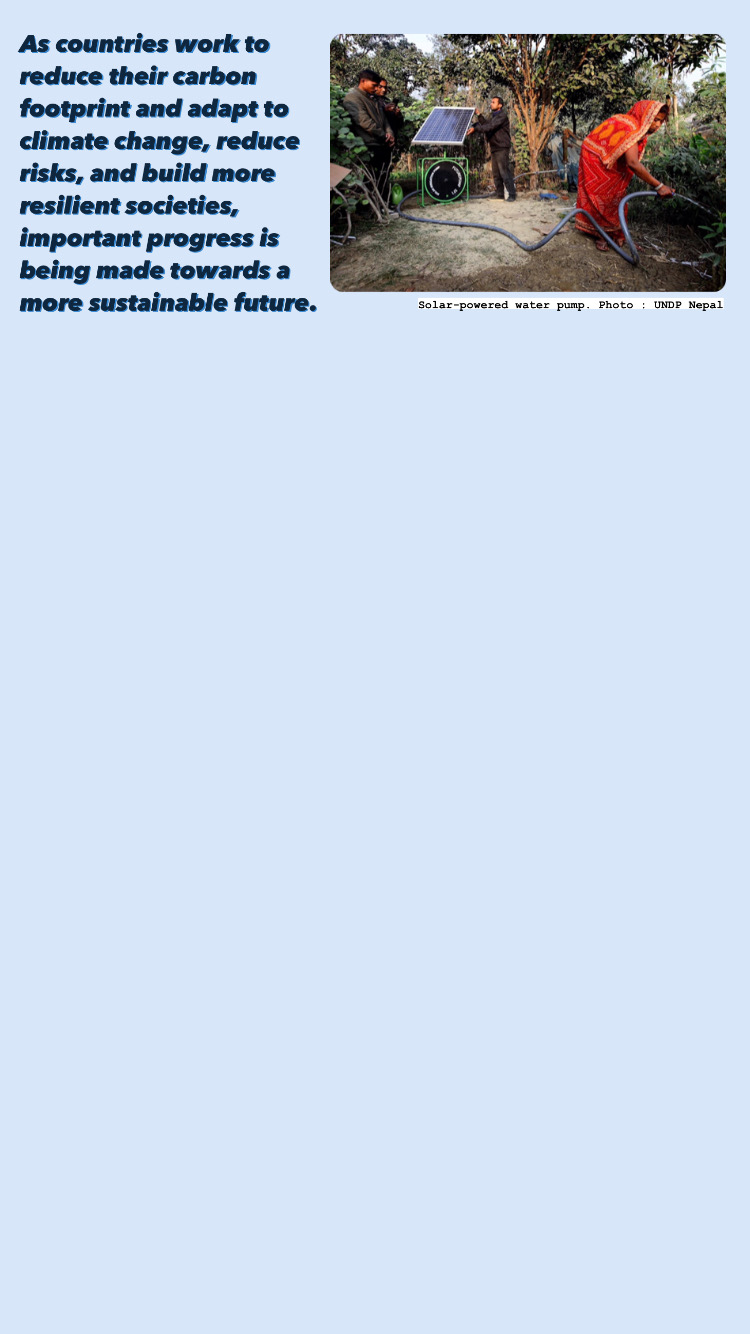 As countries work to
reduce their carbon
footprint and adapt to
climate change, reduce
risks, and build more
resilient societies,
important progress is
being made towards a
more sustainable future.
Solar-powered water pump. Photo : UNDP Nepal